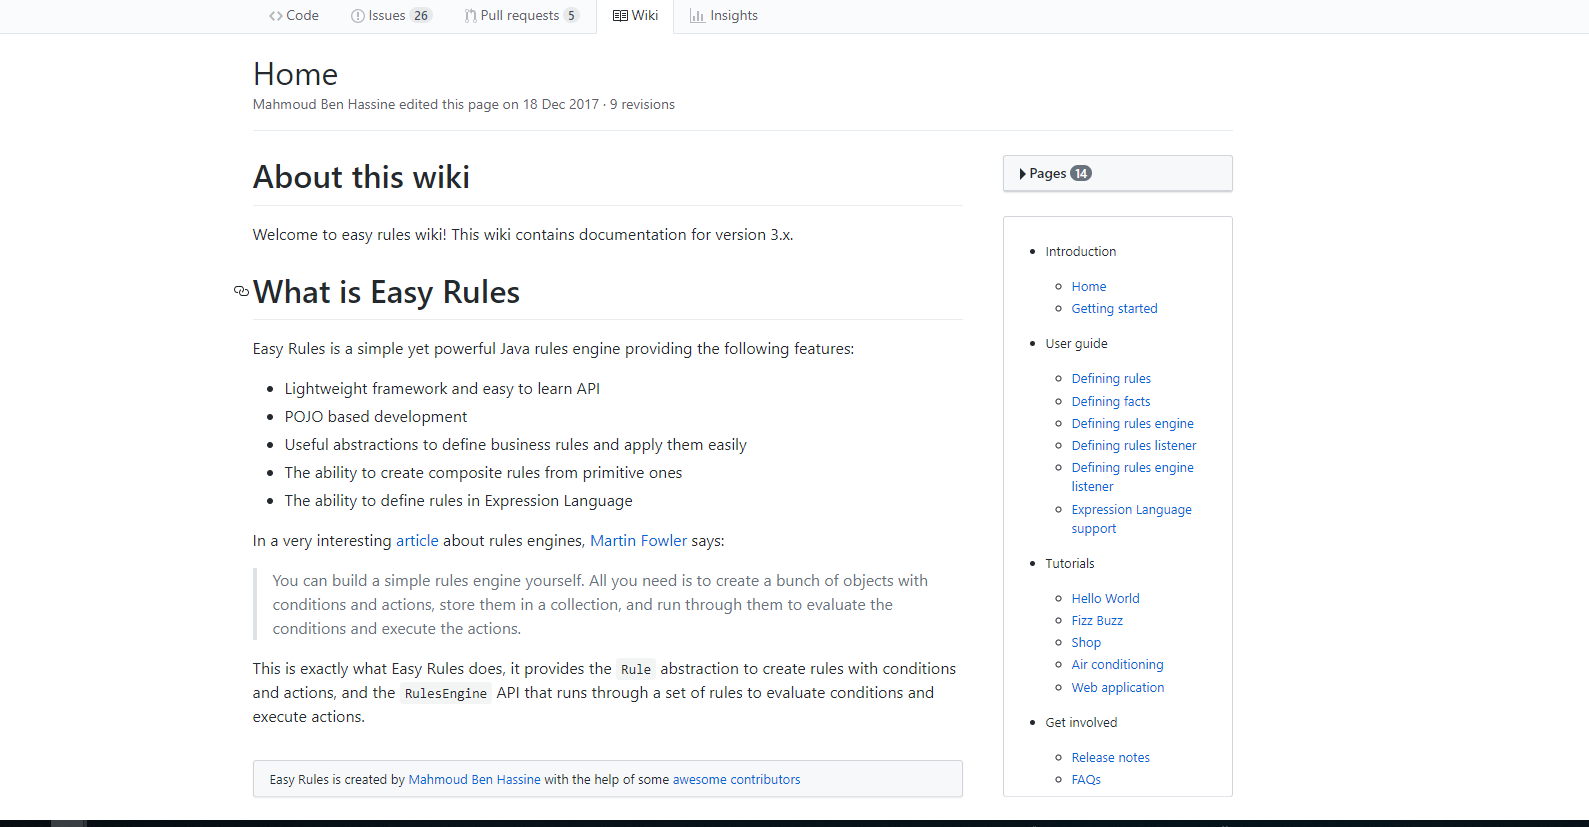 Code Issues 26 Pull requests 5 Wiki Insights
Home
Mahmoud Ben Hassine edited this page on 18 Dec 2017 · 9 revisions
About this wiki
Welcome to easy rules wiki! This wiki contains documentation for version 3.x.
What is Easy Rules
Easy Rules is a simple yet powerful Java rules engine providing the following features:
Lightweight framework and easy to learn API
POJO based development
Useful abstractions to define business rules and apply them easily
The ability to create composite rules from primitive ones
The ability to define rules in Expression Language
In a very interesting article about rules engines, Martin Fowler says:
You can build a simple rules engine yourself. All you need is to create a bunch of objects with
conditions and actions, store them in a collection, and run through them to evaluate the
conditions and execute the actions.
This is exactly what Easy Rules does, it provides the Rule abstraction to create rules with conditions
and actions, and the RulesEngine API that runs through a set of rules to evaluate conditions and
execute actions.
Easy Rules is created by Mahmoud Ben Hassine with the help of some awesome contributors
Pages 14
Introduction
Home
Getting started
User guide
Defining rules
Defining facts
Defining rules engine
Defining rules listener
Defining rules engine
listener
Expression Language
support
Tutorials
Hello World
Fizz Buzz
Shop
Air conditioning
Web application
Get involved
Release notes
FAQs